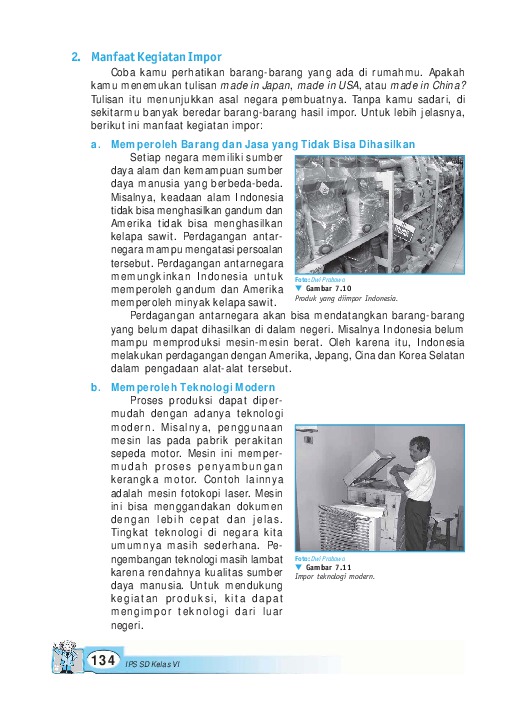 2. Manfaat Kegiatan Impor
Coba kamu perhatikan barang-barang yang ada di rumahmu. Apakah
kamu menemukan tulisan made in Japan, made in USA, atau made in China?
Tulisan itu menunjukkan asal negara pembuatnya. Tanpa kamu sadari, di
sekitarmu banyak beredar barang-barang hasil impor. Untuk lebih jelasnya,
berikut ini manfaat kegiatan impor:
a. Memperoleh Barang dan Jasa yang Tidak Bisa Dihasilkan
Setiap negara memiliki sumber
daya alam dan kemampuan sumber
daya manusia yang berbeda-beda.
Misalnya, keadaan alam Indonesia
tidak bisa menghasilkan gandum dan
Amerika tidak bisa menghasilkan
kelapa sawit. Perdagangan antar-
negara mampu mengatasi persoalan
tersebut. Perdagangan antarnegara
memungkinkan Indonesia untuk
memperoleh gandum dan Amerika
memperoleh minyak kelapa sawit.
Foto: Dwi Prabowo
▼ Gambar 7.10
Produk yang diimpor Indonesia.
Perdagangan antarnegara akan bisa mendatangkan barang-barang
yang belum dapat dihasilkan di dalam negeri. Misalnya Indonesia belum
mampu memproduksi mesin-mesin berat. Oleh karena itu, Indonesia
melakukan perdagangan dengan Amerika, Jepang, Cina dan Korea Selatan
dalam pengadaan alat-alat tersebut.
b. Memperoleh Teknologi Modern
Proses produksi dapat diper-
mudah dengan adanya teknologi
modern. Misalnya, penggunaan
mesin las pada pabrik perakitan
sepeda motor. Mesin ini memper-
mudah proses penyambungan
kerangka motor. Contoh lainnya
adalah mesin fotokopi laser. Mesin
ini bisa menggandakan dokumen
dengan lebih cepat dan jelas.
Tingkat teknologi di negara kita
umumnya masih sederhana. Pe-
ngembangan teknologi masih lambat
karena rendahnya kualitas sumber
daya manusia. Untuk mendukung
kegiatan produksi, kita dapat
mengimpor teknologi dari luar
negeri.
Foto: Dwi Prabowo
▼ Gambar 7.11
Impor teknologi modern.
134 IPS SD Kelas VI